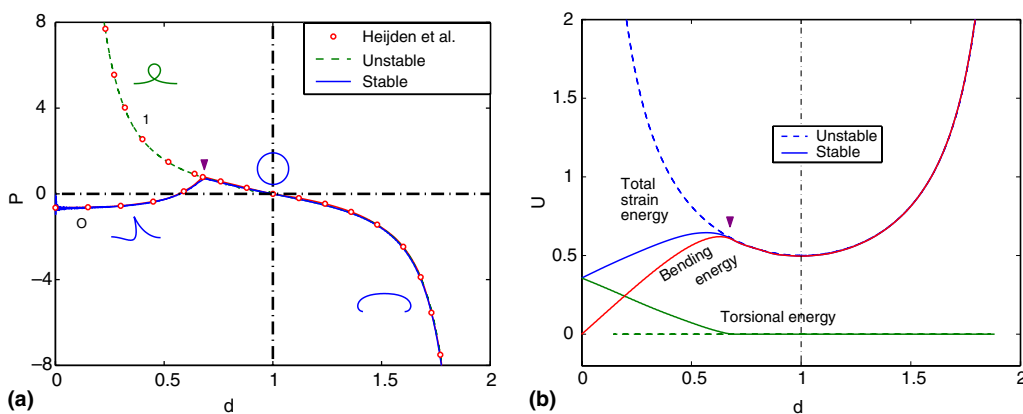 8
4
0
−4
−8
P
0
0.5
1
1.5
2
d
Heijden et al.
Unstable
Stable
1
O
(a)
2
1.5
1
0.5
0
U
0
0.5
1
1.5
2
d
Unstable
Stable
Total
strain
energy
Bending
energy
Torsional energy
(b)